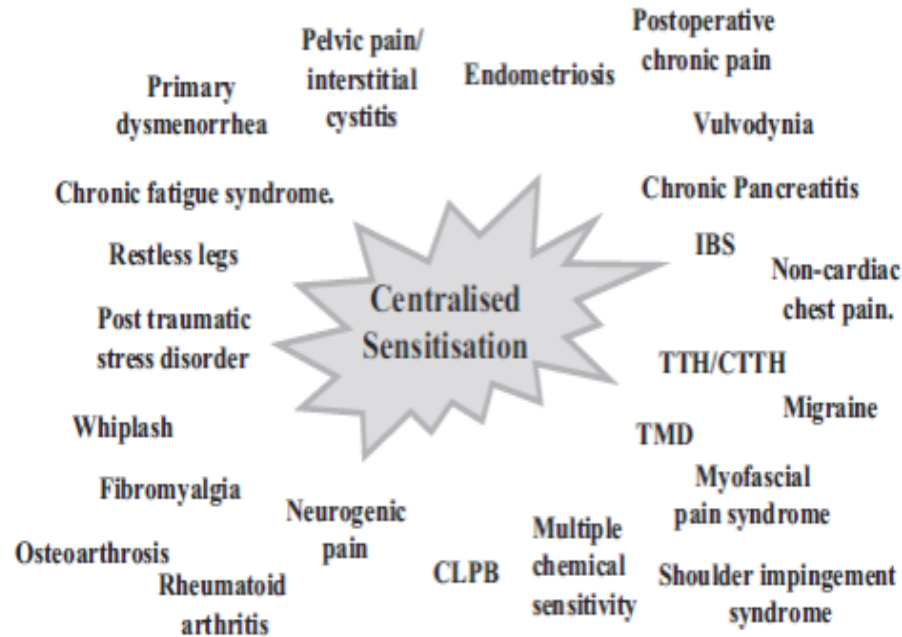 Postoperative
chronic pain
Pelvic pain/
interstitial
cystitis
Endometriosis
Primary
dysmenorrhea
Vulvodynia
Chronic fatigue syndrome.
Chronic Pancreatitis
Restless legs
IBS
Non-cardiac
chest pain.
Centralised
Sensitisation
Post traumatic
stress disorder
TTH/CTTH
Migraine
Whiplash
TMD
Myofascial
pain syndrome
Fibromyalgia
Neurogenic
pain
Multiple
chemical
sensitivity
Osteoarthrosis
Rheumatoid
arthritis
CLPB
Shoulder impingement
syndrome